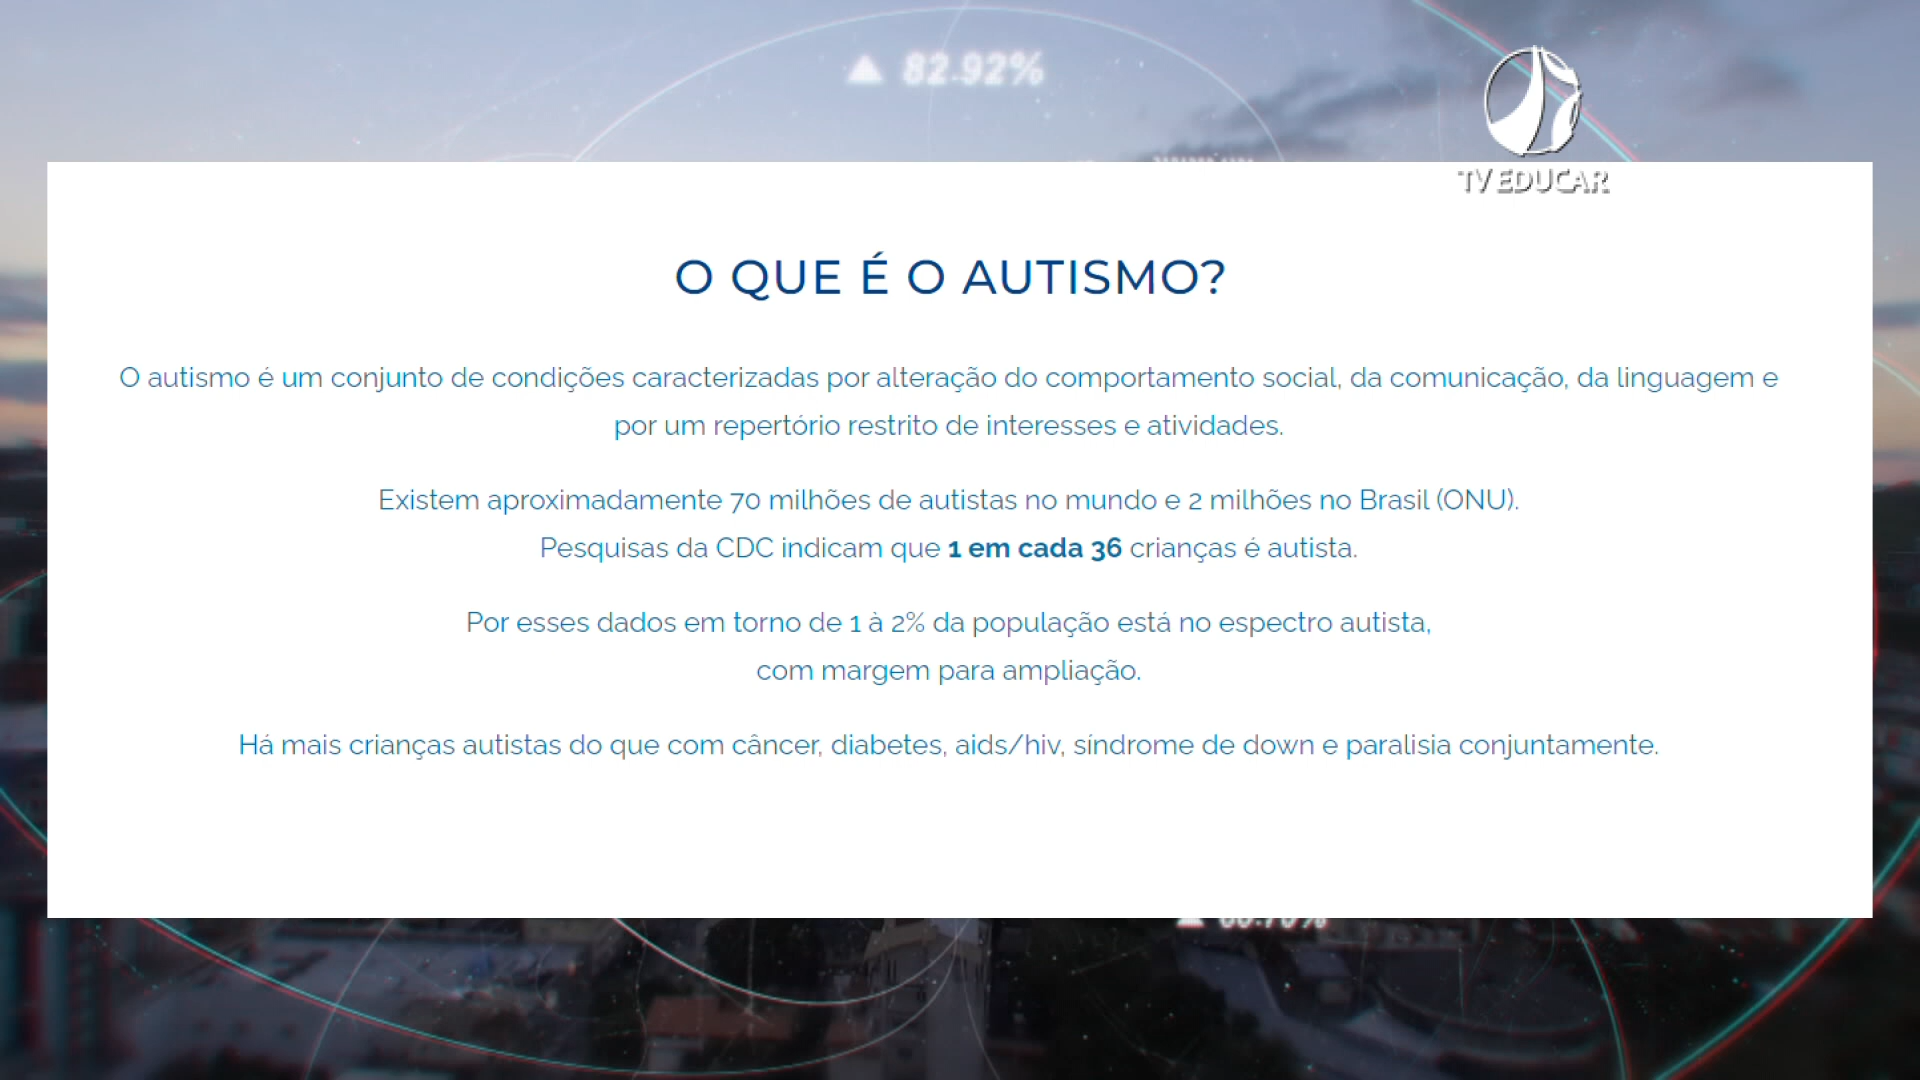 82.92%
TV EDUCAR
O QUE É O AUTISMO?
O autismo é um conjunto de condições caracterizadas por alteração do comportamento social, da comunicação, da linguagem e
por um repertório restrito de interesses e atividades.
Existem aproximadamente 70 milhões de autistas no mundo e 2 milhões no Brasil (ONU).
Pesquisas da CDC indicam que 1 em cada 36 crianças é autista.
Por esses dados em torno de 1 à 2% da população está no espectro autista,
com margem para ampliação.
Há mais crianças autistas do que com câncer, diabetes, aids/hiv, síndrome de down e paralisia conjuntamente.